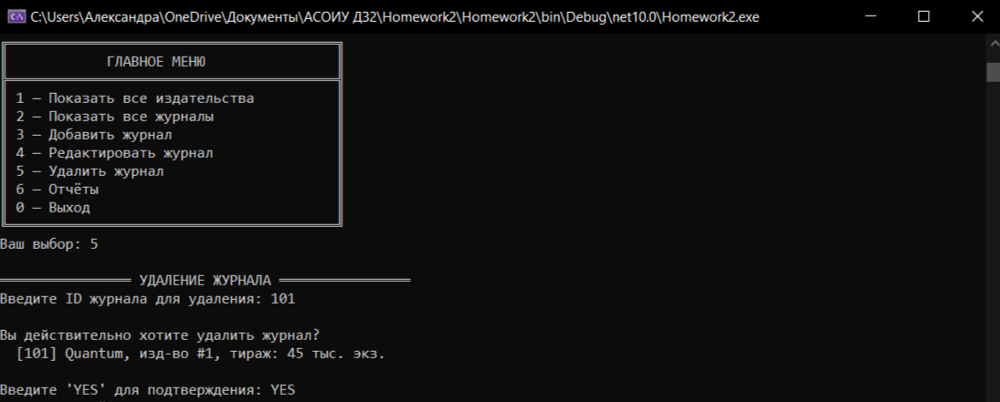 C:\Users\Александра\OneDrive\Документы\АСОИУ ДЗ2\Homework2\Homework2\bin\Debug\net10.0\Homework2.exe
ГЛАВНОЕ МЕНЮ
1 — Показать все издательства
2 — Показать все журналы
3 — Добавить журнал
4 — Редактировать журнал
5 — Удалить журнал
6 — Отчёты
0 — Выход
Ваш выбор: 5
УДАЛЕНИЕ ЖУРНАЛА
Введите ID журнала для удаления: 101
Вы действительно хотите удалить журнал?
[101] Quantum, изд-во #1, тираж: 45 тыс. экз.
Введите 'YES' для подтверждения: YES